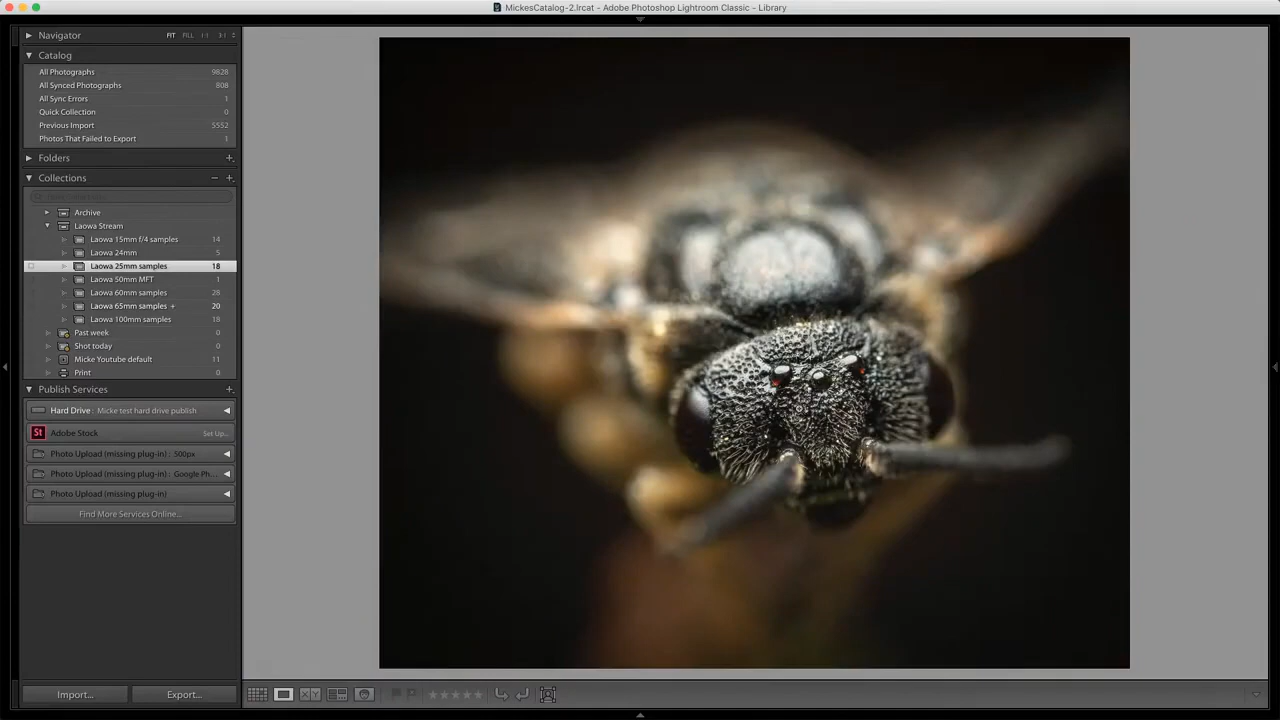 MickesCatalog-2.lrcat - Adobe Photoshop Lightroom Classic - Library
Navigator FIT FILL 1:1 3:1
Catalog
All Photographs 9828
All Synced Photographs 808
All Sync Errors 1
Quick Collection 0
Previous Import 5552
Photos That Failed to Export 1
Folders
Collections
Archive
Laowa Stream
Laowa 15mm f/4 samples 14
Laowa 24mm 5
Laowa 25mm samples 18
Laowa 50mm MFT 1
Laowa 60mm samples 28
Laowa 65mm samples + 20
Laowa 100mm samples 18
Past week 0
Shot today 0
Micke Youtube default 11
Print 0
Publish Services
Hard Drive : Micke test hard drive publish
St Adobe Stock Set Up...
Photo Upload (missing plug-in) : 500px
Photo Upload (missing plug-in) : Google Ph...
Photo Upload (missing plug-in)
Find More Services Online...
Import... Export... X Y